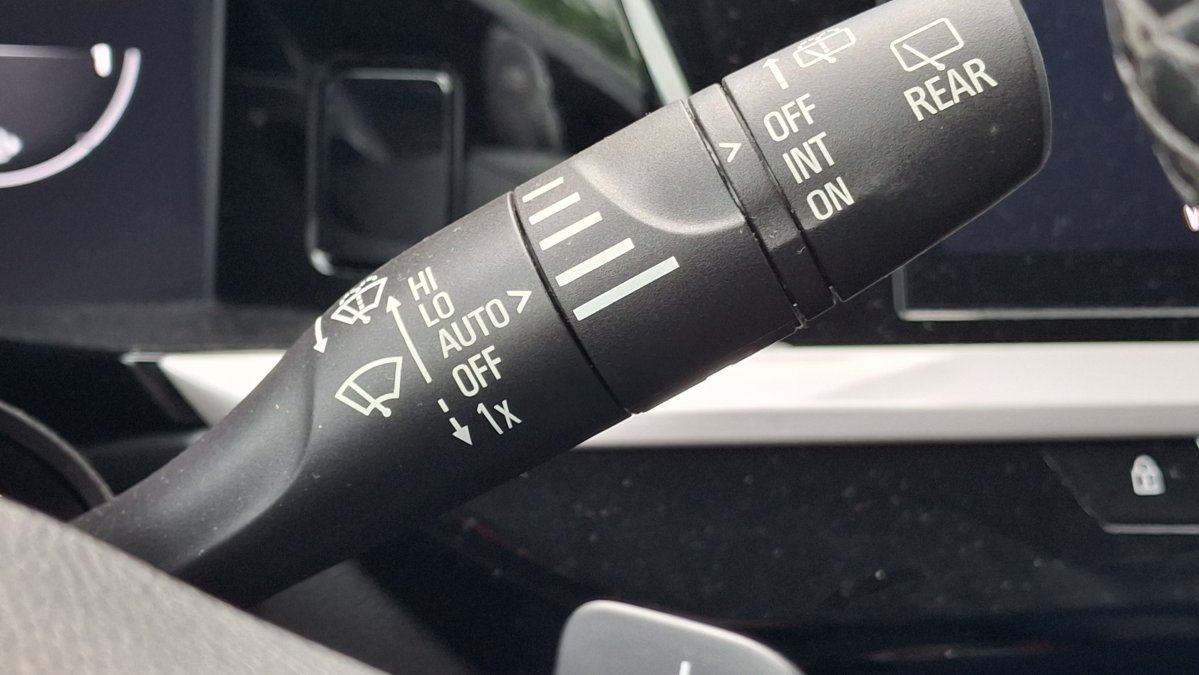 HI
LO
AUTO >
OFF
1x
>
OFF
INT
ON
REAR